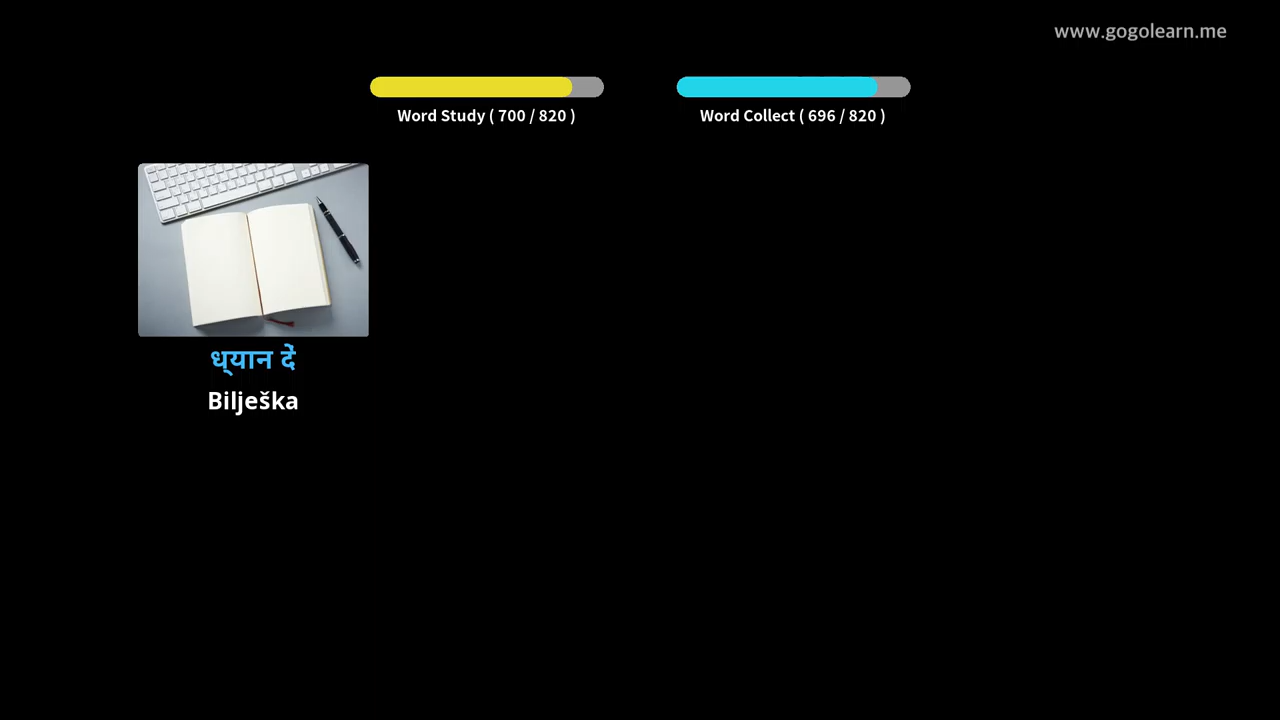 www.gogolearn.me
Word Study ( 700 / 820 )
Word Collect ( 696 / 820 )
ध्यान दें
Bilješka